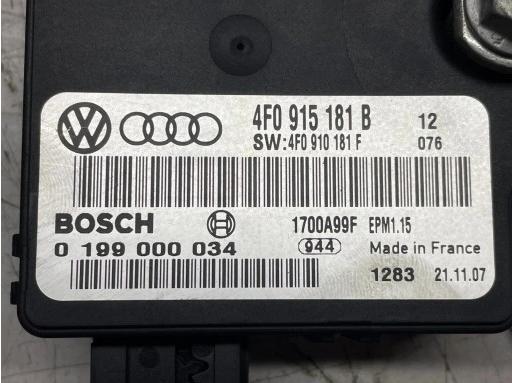 4F0 915 181 B 12
SW:4F0 910 181 F 076
BOSCH 1700A99F EPM1.15
0 199 000 034 944 Made in France
1283 21.11.07